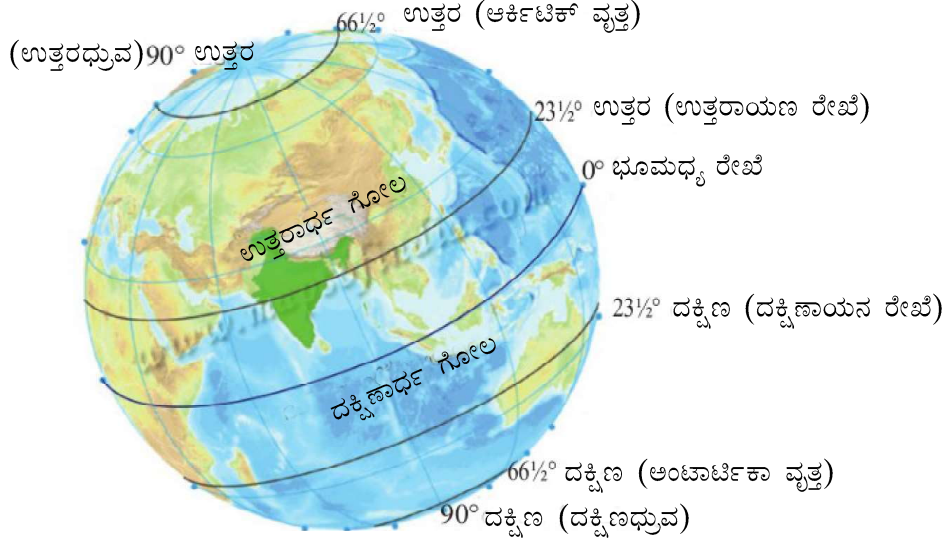 66½° ಉತ್ತರ (ಆರ್ಕಿಟಿಕ್ ವೃತ್ತ)
(ಉತ್ತರಧ್ರುವ)90° ಉತ್ತರ
23½° ಉತ್ತರ (ಉತ್ತರಾಯಣ ರೇಖೆ)
0° ಭೂಮಧ್ಯ ರೇಖೆ
ಉತ್ತರಾರ್ಧ ಗೋಲ
23½° ದಕ್ಷಿಣ (ದಕ್ಷಿಣಾಯನ ರೇಖೆ)
ದಕ್ಷಿಣಾರ್ಧ ಗೋಲ
66½° ದಕ್ಷಿಣ (ಅಂಟಾರ್ಟಿಕಾ ವೃತ್ತ)
90° ದಕ್ಷಿಣ (ದಕ್ಷಿಣಧ್ರುವ)